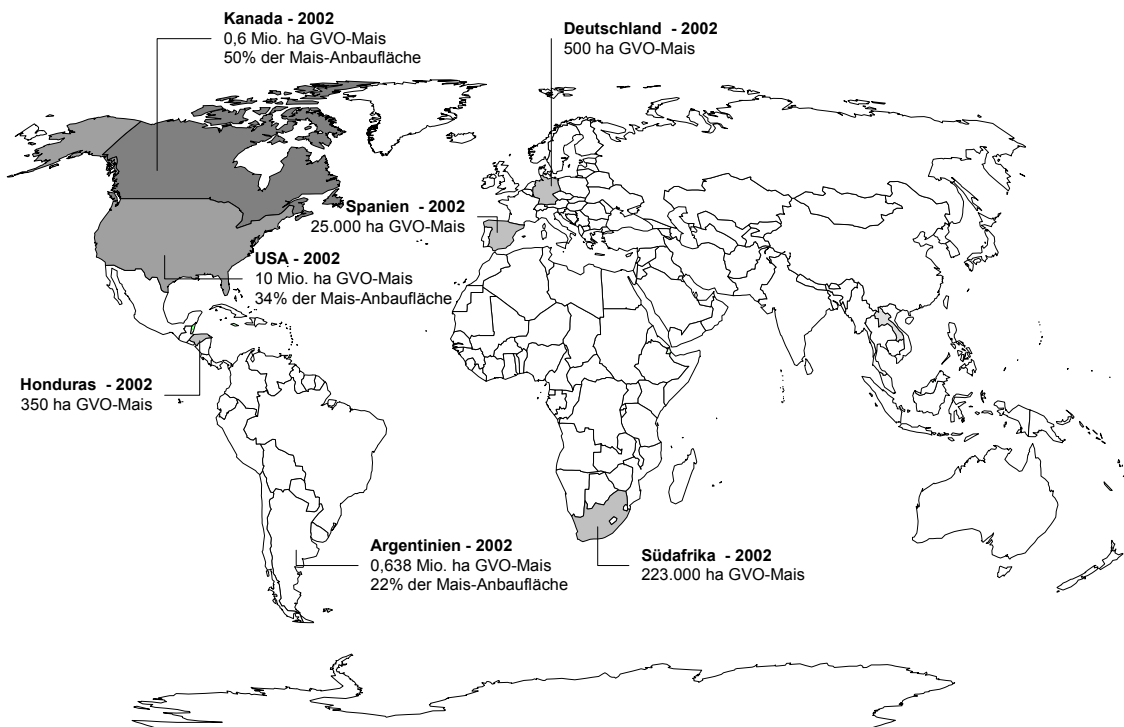 Kanada - 2002
0,6 Mio. ha GVO-Mais
50% der Mais-Anbaufläche
Deutschland - 2002
500 ha GVO-Mais
Spanien - 2002
25.000 ha GVO-Mais
USA - 2002
10 Mio. ha GVO-Mais
34% der Mais-Anbaufläche
Honduras - 2002
350 ha GVO-Mais
Argentinien - 2002
0,638 Mio. ha GVO-Mais
22% der Mais-Anbaufläche
Südafrika - 2002
223.000 ha GVO-Mais